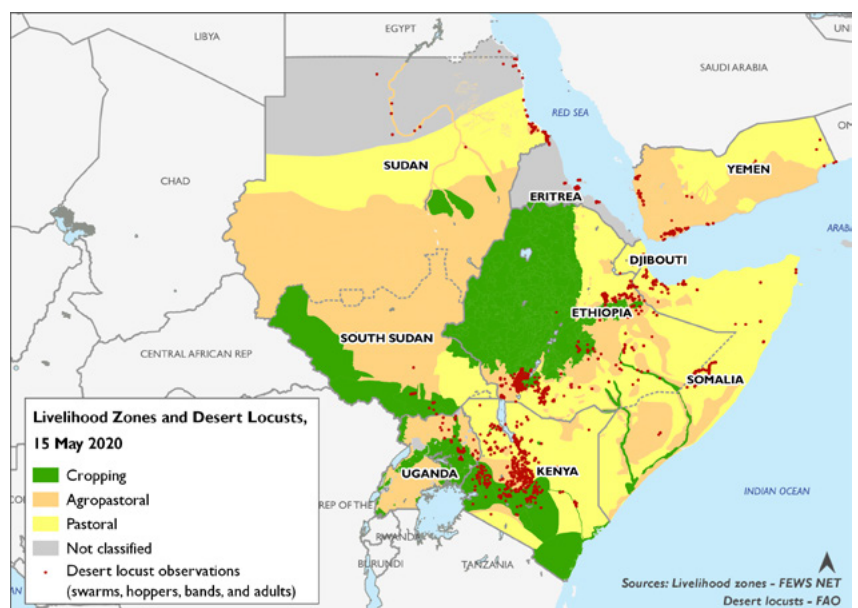 EGYPT
LIBYA
UNI
SAUDI ARABIA
OM
RED SEA
SUDAN
YEMEN
CHAD
ERITREA
ARABA
DJIBOUTI
ETHIOPIA
SOUTH SUDAN
CENTRAL AFRICAN REP
SOMALIA
Livelihood Zones and Desert Locusts,
15 May 2020
Cropping
Agropastoral
Pastoral
Not classified
Desert locust observations
(swarms, hoppers, bands, and adults)
UGANDA
KENYA
REP OF THE
INDIAN OCEAN
RWANDA
BURUNDI
TANZANIA
Sources: Livelihood zones - FEWS NET
Desert locusts - FAO